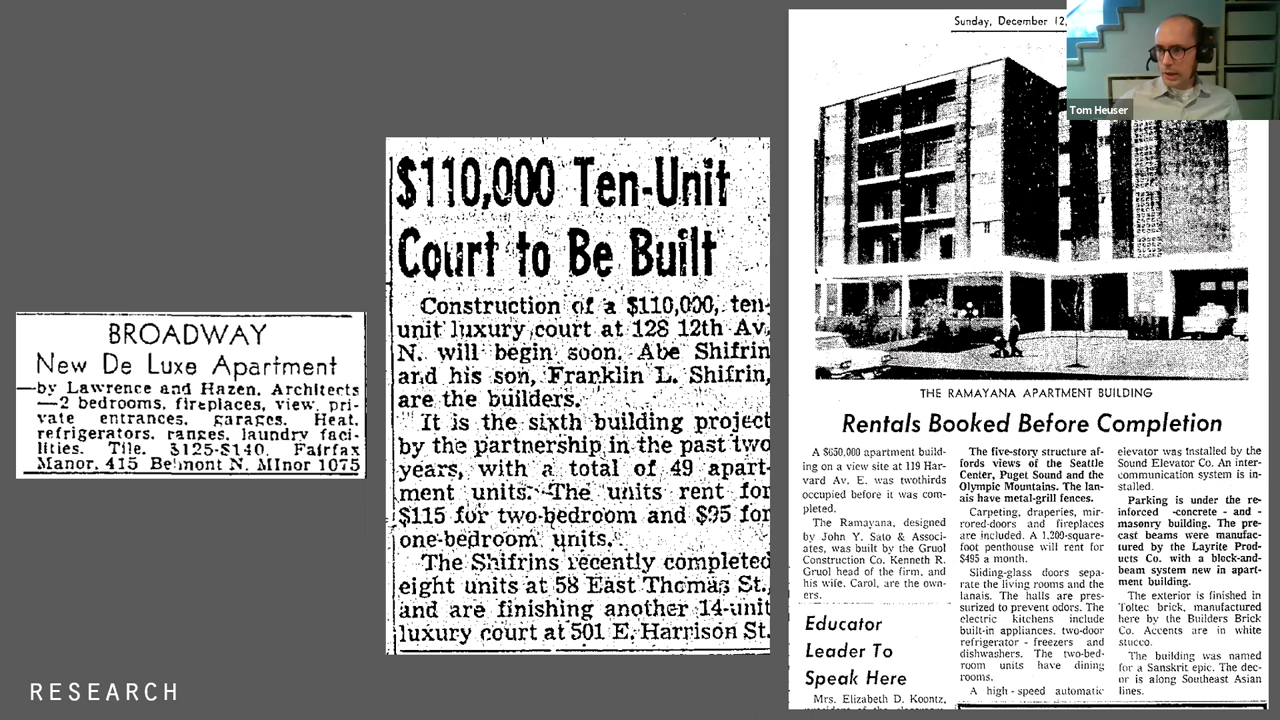 BROADWAY
New De Luxe Apartment
—by Lawrence and Hazen. Architects
—2 bedrooms. fireplaces, view, pri-
vate entrances, garages. Heat,
refrigerators. ranges, laundry faci-
lities. Tile. $125-$140. Fairfax
Manor. 415 Belmont N. MInor 1075
$110,000 Ten-Unit
Court to Be Built
Construction of a $110,000, ten-
unit luxury court at 128 12th Av.
N. will begin soon. Abe Shifrin
and his son, Franklin L. Shifrin,
are the builders.
It is the sixth building project
by the partnership in the past two
years, with a total of 49 apart-
ment units. The units rent for
$115 for two-bedroom and $95 for
one-bedroom units.
The Shifrins recently completed
eight units at 58 East Thomas St.,
and are finishing another 14-unit
luxury court at 501 E. Harrison St.
Sunday, December 12,
THE RAMAYANA APARTMENT BUILDING
Rentals Booked Before Completion
A $650,000 apartment build-
ing on a view site at 119 Har-
vard Av. E. was twothirds
occupied before it was com-
pleted.
The Ramayana, designed
by John Y. Sato & Associ-
ates, was built by the Gruol
Construction Co. Kenneth R.
Gruol head of the firm, and
his wife. Carol, are the own-
ers.
Educator
Leader To
Speak Here
Mrs. Elizabeth D. Koontz,
The five-story structure af-
fords views of the Seattle
Center, Puget Sound and the
Olympic Mountains. The lan-
ais have metal-grill fences.
Carpeting, draperies, mir-
rored-doors and fireplaces
are included. A 1,200-square-
foot penthouse will rent for
$495 a month.
Sliding-glass doors sepa-
rate the living rooms and the
lanais. The halls are pres-
surized to prevent odors. The
electric kitchens include
built-in appliances. two-door
refrigerator - freezers and
dishwashers. The two-bed-
room units have dining
rooms.
A high-speed automatic
elevator was installed by the
Sound Elevator Co. An inter-
communication system is in-
stalled.
Parking is under the re-
inforced -concrete - and -
masonry building. The pre-
cast beams were manufac-
tured by the Layrite Prod-
ucts Co. with a block-and-
beam system new in apart-
ment building.
The exterior is finished in
Toltec brick, manufactured
here by the Builders Brick
Co. Accents are in white
stucco.
The building was named
for a Sanskrit epic. The dec-
or is along Southeast Asian
lines.
Tom Heuser
RESEARCH